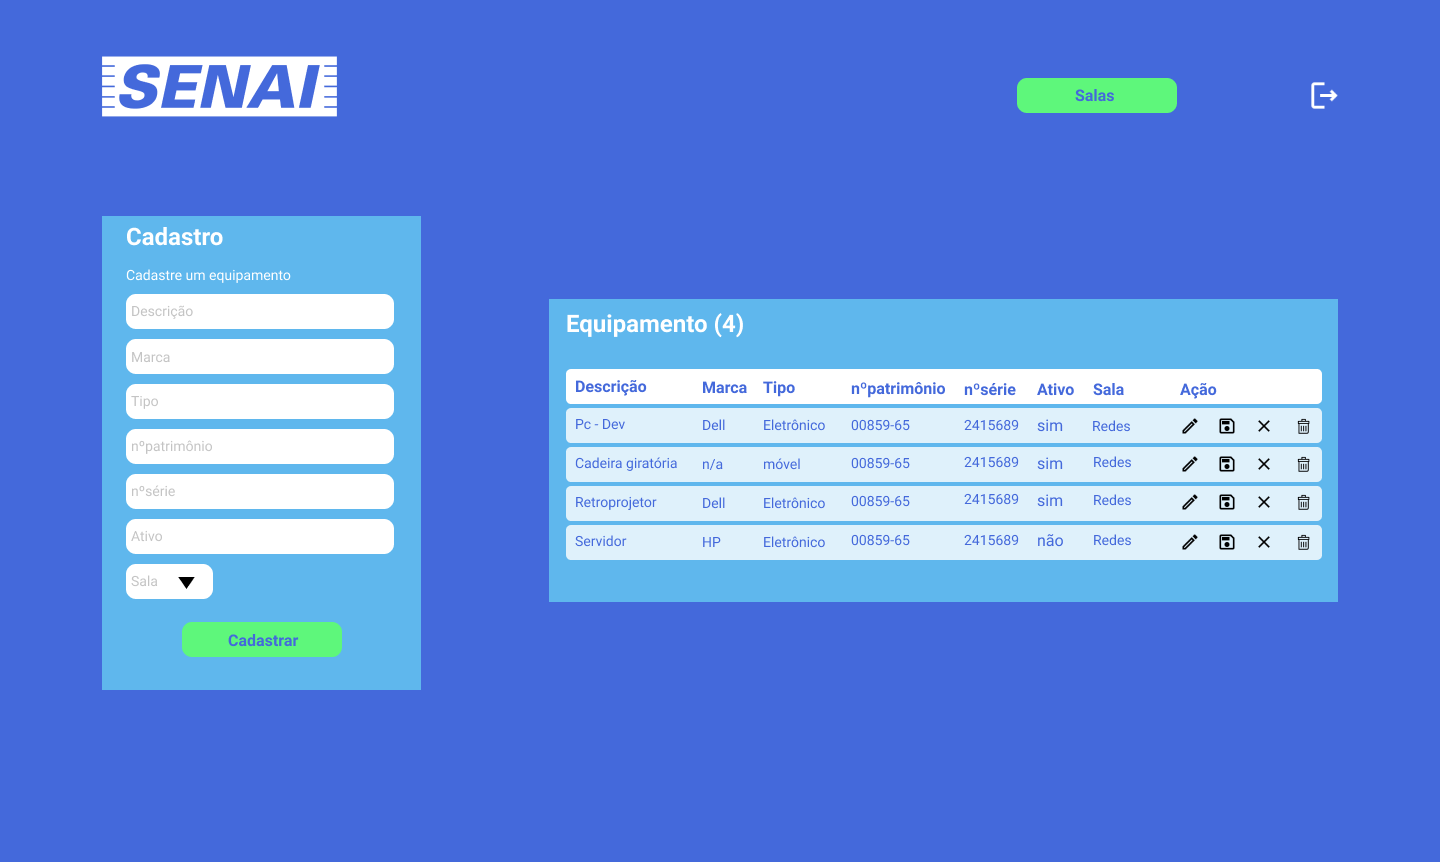 SENAI
Salas
Cadastro
Cadastre um equipamento
Descrição
Marca
Tipo
nºpatrimônio
nºsérie
Ativo
Sala
Cadastrar
Equipamento (4)
Descrição Marca Tipo nºpatrimônio nºsérie Ativo Sala Ação
Pc - Dev Dell Eletrônico 00859-65 2415689 sim Redes
Cadeira giratória n/a móvel 00859-65 2415689 sim Redes
Retroprojetor Dell Eletrônico 00859-65 2415689 sim Redes
Servidor HP Eletrônico 00859-65 2415689 não Redes